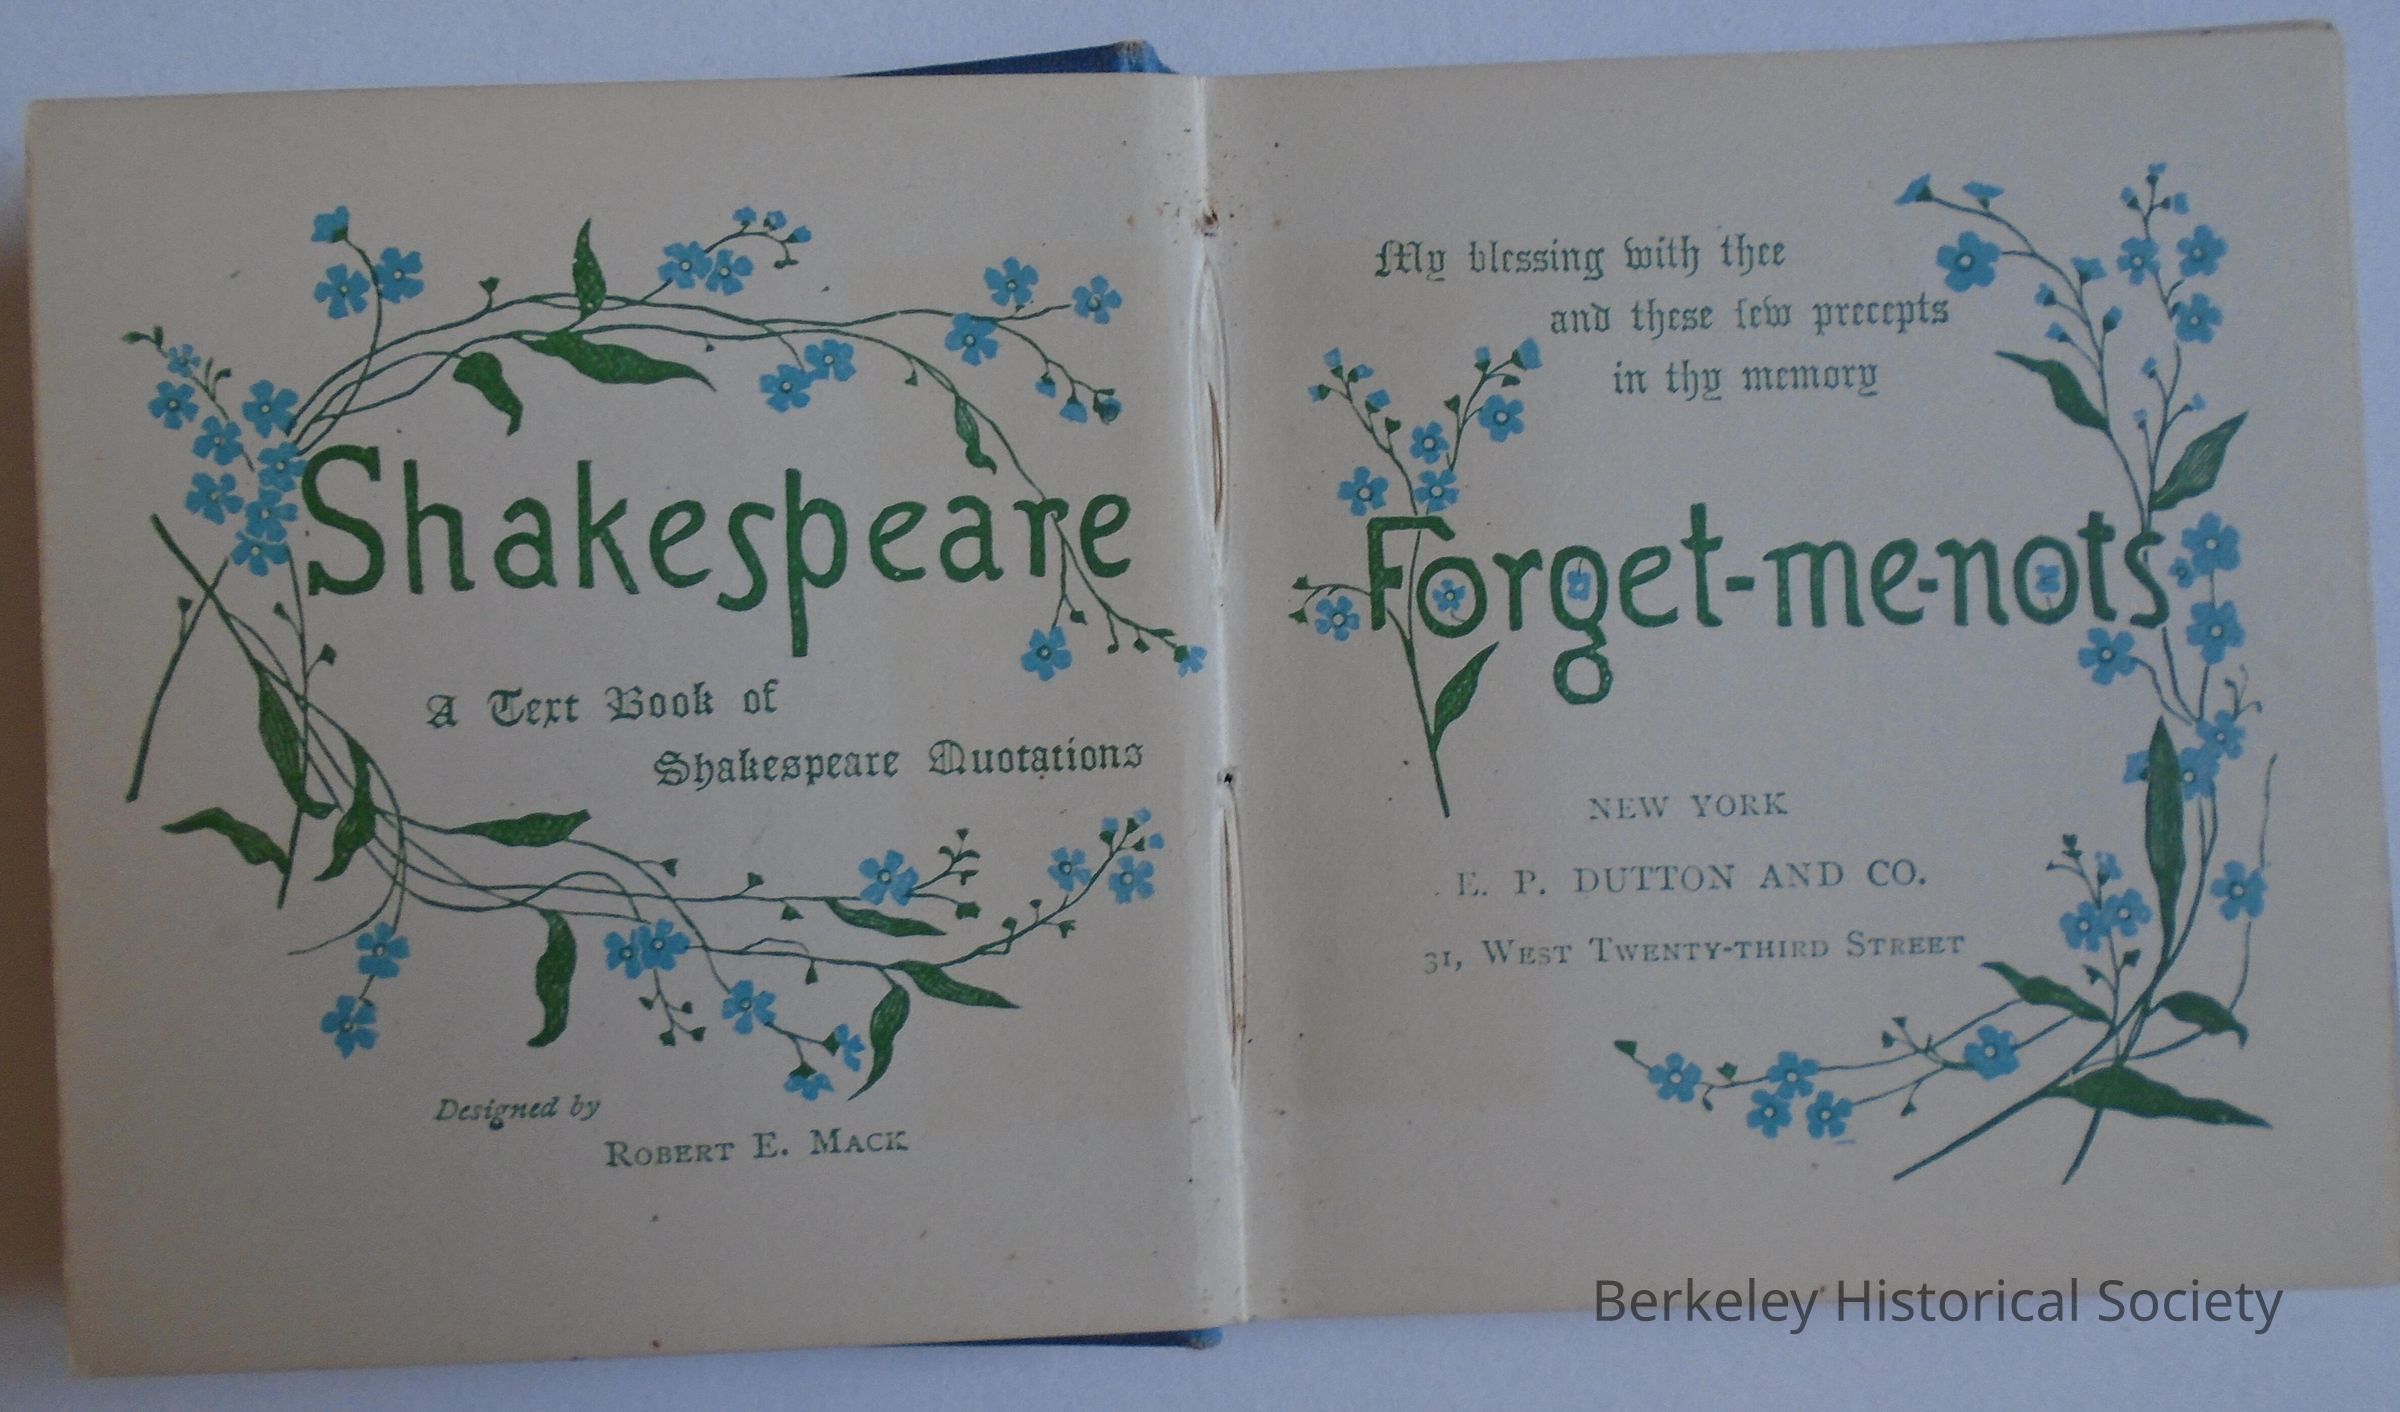 Shakespeare
A Text Book of
Shakespeare Quotations
Designed by
ROBERT E. MACK
My blessing with thee
and these few precepts
in thy memory
Forget-me-nots
NEW YORK
E. P. DUTTON AND CO.
31, WEST TWENTY-THIRD STREET
Berkeley Historical Society